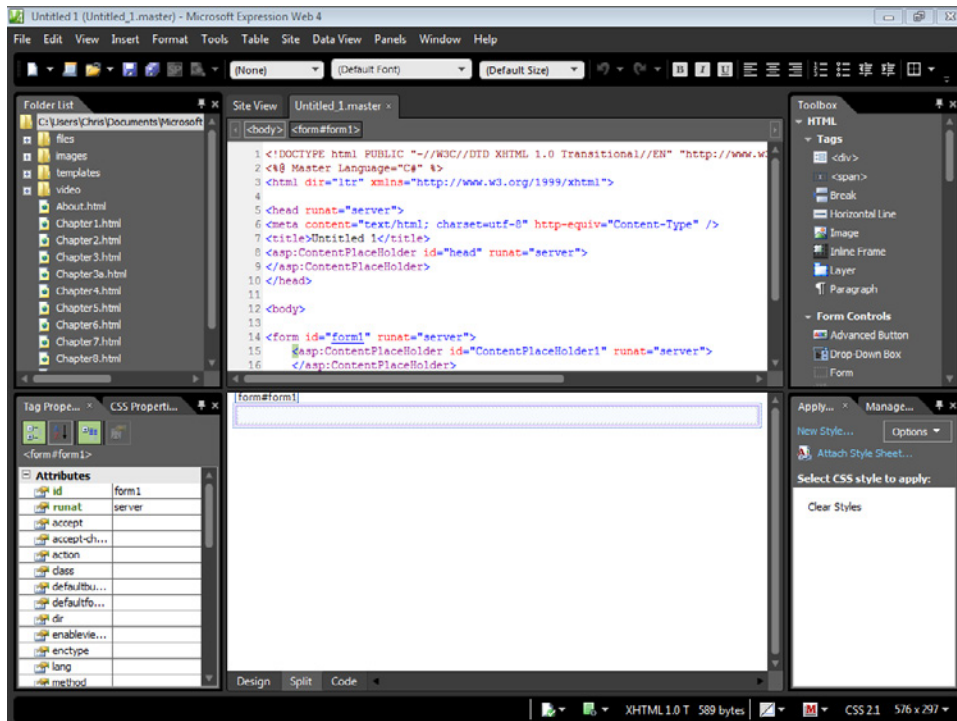 Untitled 1 (Untitled_1.master) - Microsoft Expression Web 4
File Edit View Insert Format Tools Table Site Data View Panels Window Help
(None) (Default Font) (Default Size) B I U
Folder List
C:\Users\Chris\Documents\Microsoft
files
images
templates
video
About.html
Chapter1.html
Chapter2.html
Chapter3.html
Chapter3a.html
Chapter4.html
Chapter5.html
Chapter6.html
Chapter7.html
Chapter8.html
Site View Untitled_1.master
<body> <form#form1>
1 <!DOCTYPE html PUBLIC "-//W3C//DTD XHTML 1.0 Transitional//EN" "http://www.w3
2 <%@ Master Language="C#" %>
3 <html dir="ltr" xmlns="http://www.w3.org/1999/xhtml">
4
5 <head runat="server">
6 <meta content="text/html; charset=utf-8" http-equiv="Content-Type" />
7 <title>Untitled 1</title>
8 <asp:ContentPlaceHolder id="head" runat="server">
9 </asp:ContentPlaceHolder>
10 </head>
11
12 <body>
13
14 <form id="form1" runat="server">
15 <asp:ContentPlaceHolder id="ContentPlaceHolder1" runat="server">
16 </asp:ContentPlaceHolder>
Toolbox
HTML
Tags
<div>
<span>
Break
Horizontal Line
Image
Inline Frame
Layer
Paragraph
Form Controls
Advanced Button
Drop-Down Box
Form
Tag Prope... CSS Properti...
<form#form1>
Attributes
id form1
runat server
accept
accept-ch...
action
class
defaultbu...
defaultfo...
dir
enablevie...
enctype
lang
method
form#form1
Design Split Code
Apply... Manage...
New Style... Options
Attach Style Sheet...
Select CSS style to apply:
Clear Styles
XHTML 1.0 T 589 bytes CSS 2.1 576 x 297